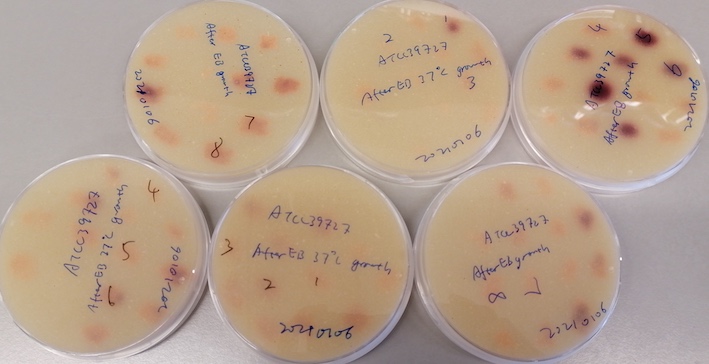 ATCC39727
After EB growth
20210106
7
8
1
2
ATCC39727
After EB 37°C growth
3
20210106
4
5
6
ATCC39727
After EB growth
4
ATCC39727
After EB 37°C growth
5
20210106
ATCC39727
3
After EB 37°C growth
2
1
20210106
ATCC39727
After EB growth
8
7